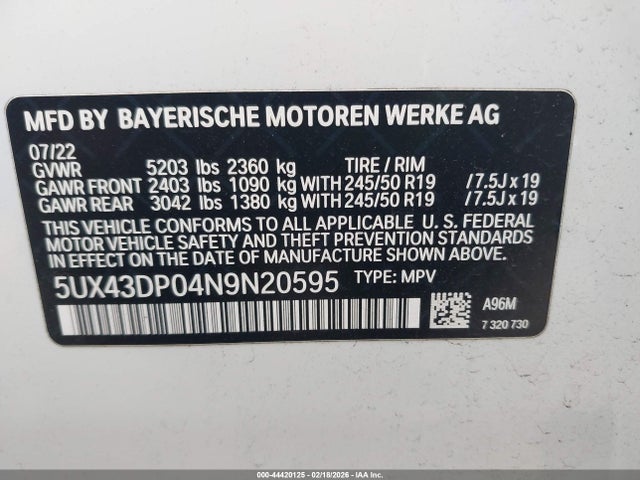 MFD BY BAYERISCHE MOTOREN WERKE AG
07/22
GVWR 5203 lbs 2360 kg TIRE / RIM
GAWR FRONT 2403 lbs 1090 kg WITH 245/50 R19 / 7.5J x 19
GAWR REAR 3042 lbs 1380 kg WITH 245/50 R19 / 7.5J x 19
THIS VEHICLE CONFORMS TO ALL APPLICABLE U. S. FEDERAL
MOTOR VEHICLE SAFETY AND THEFT PREVENTION STANDARDS
IN EFFECT ON THE DATE OF MANUFACTURE SHOWN ABOVE.
5UX43DP04N9N20595 TYPE: MPV
A96M
7 320 730
000-44420125 - 02/18/2026 - IAAI Inc.